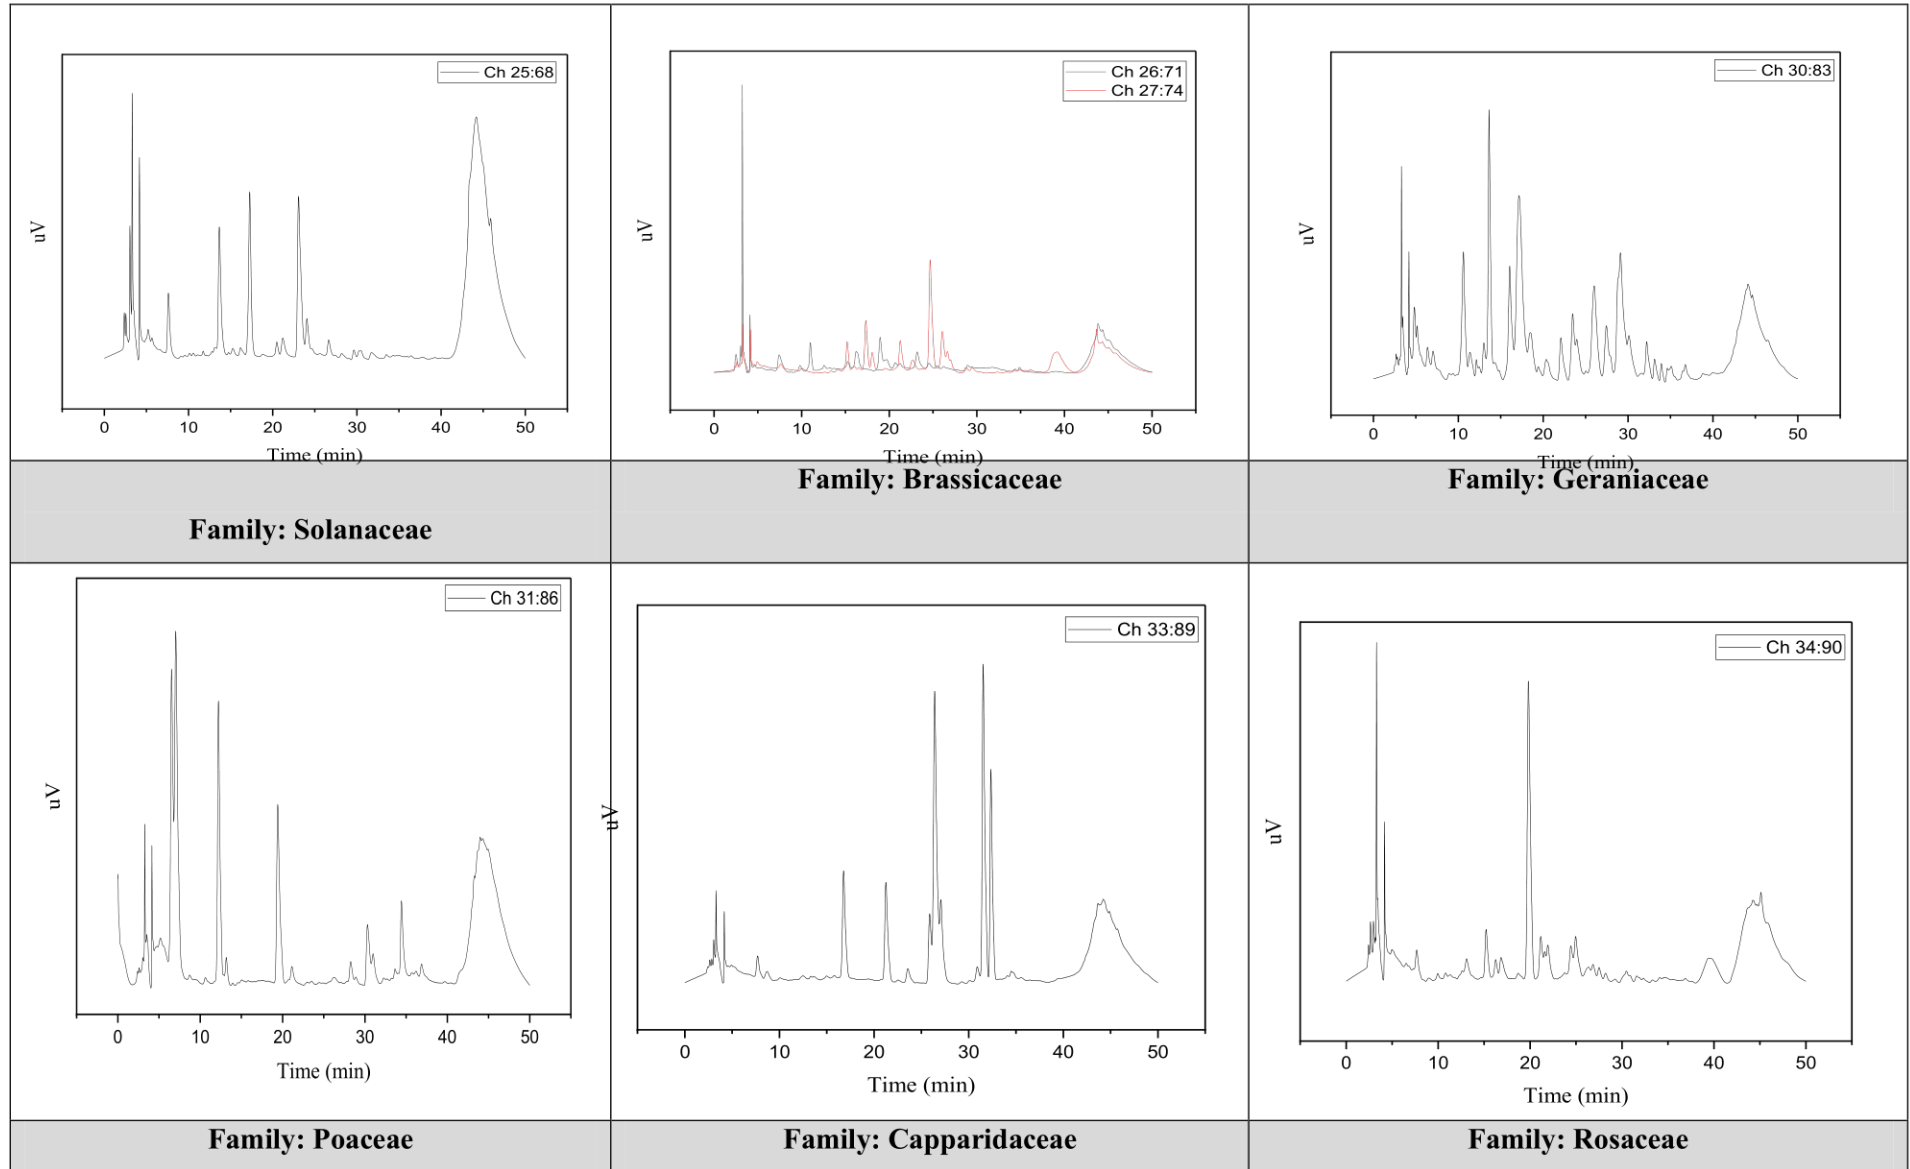 Ch 25:68
uV
0 10 20 30 40 50
Time (min)
Ch 26:71
Ch 27:74
uV
0 10 20 30 40 50
Time (min)
Ch 30:83
uV
0 10 20 30 40 50
Time (min)
Family: Solanaceae
Family: Brassicaceae
Family: Geraniaceae
Ch 31:86
uV
0 10 20 30 40 50
Time (min)
Ch 33:89
uV
0 10 20 30 40 50
Time (min)
Ch 34:90
uV
0 10 20 30 40 50
Time (min)
Family: Poaceae
Family: Capparidaceae
Family: Rosaceae